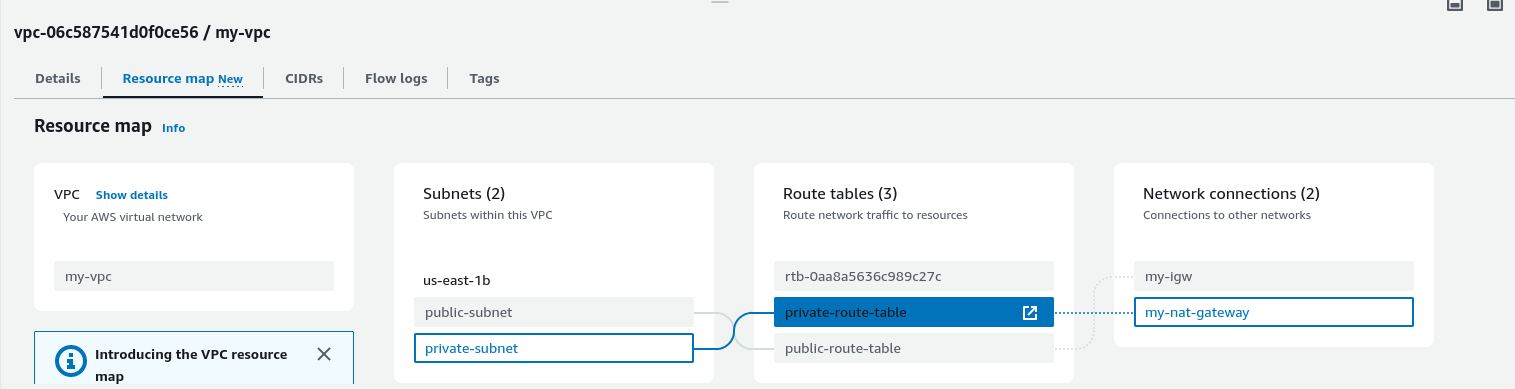 vpc-06c587541d0f0ce56 / my-vpc
Details
Resource map New
CIDRs
Flow logs
Tags
Resource map Info
VPC Show details
Your AWS virtual network
my-vpc
Introducing the VPC resource
map
Subnets (2)
Subnets within this VPC
us-east-1b
public-subnet
private-subnet
Route tables (3)
Route network traffic to resources
rtb-0aa8a5636c989c27c
private-route-table
public-route-table
Network connections (2)
Connections to other networks
my-igw
my-nat-gateway